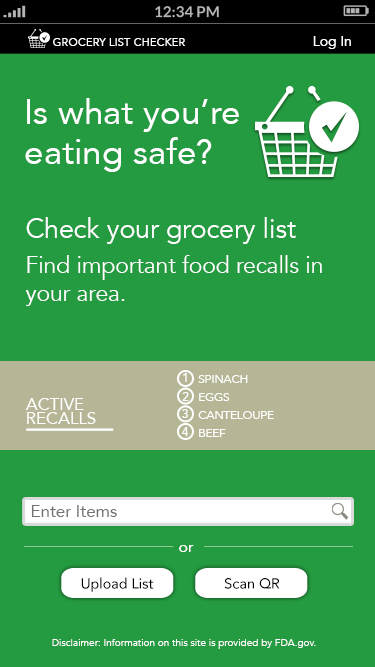 12:34 PM
GROCERY LIST CHECKER
Log In
Is what you're
eating safe?
Check your grocery list
Find important food recalls in
your area.
ACTIVE
RECALLS
1 SPINACH
2 EGGS
3 CANTELOUPE
4 BEEF
Enter Items
or
Upload List
Scan QR
Disclaimer: Information on this site is provided by FDA.gov.